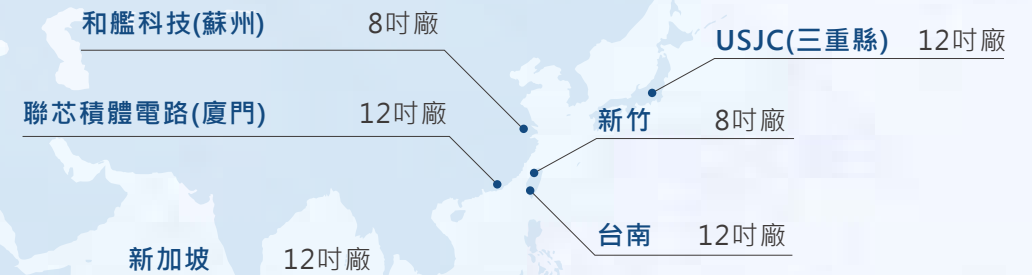 和艦科技(蘇州) 8吋廠
USJC(三重縣) 12吋廠
聯芯積體電路(廈門) 12吋廠
新竹 8吋廠
台南 12吋廠
新加坡 12吋廠